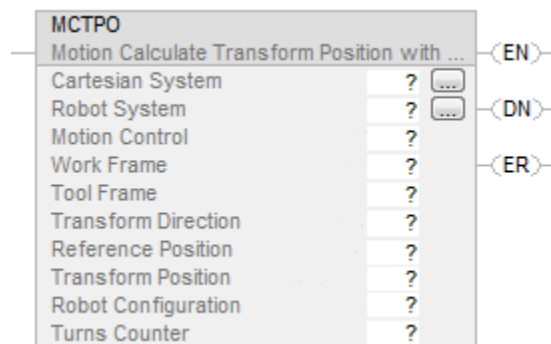 MCTPO
Motion Calculate Transform Position with ... (EN)
Cartesian System ? ...
Robot System ? ... (DN)
Motion Control ?
Work Frame ? (ER)
Tool Frame ?
Transform Direction ?
Reference Position ?
Transform Position ?
Robot Configuration ?
Turns Counter ?